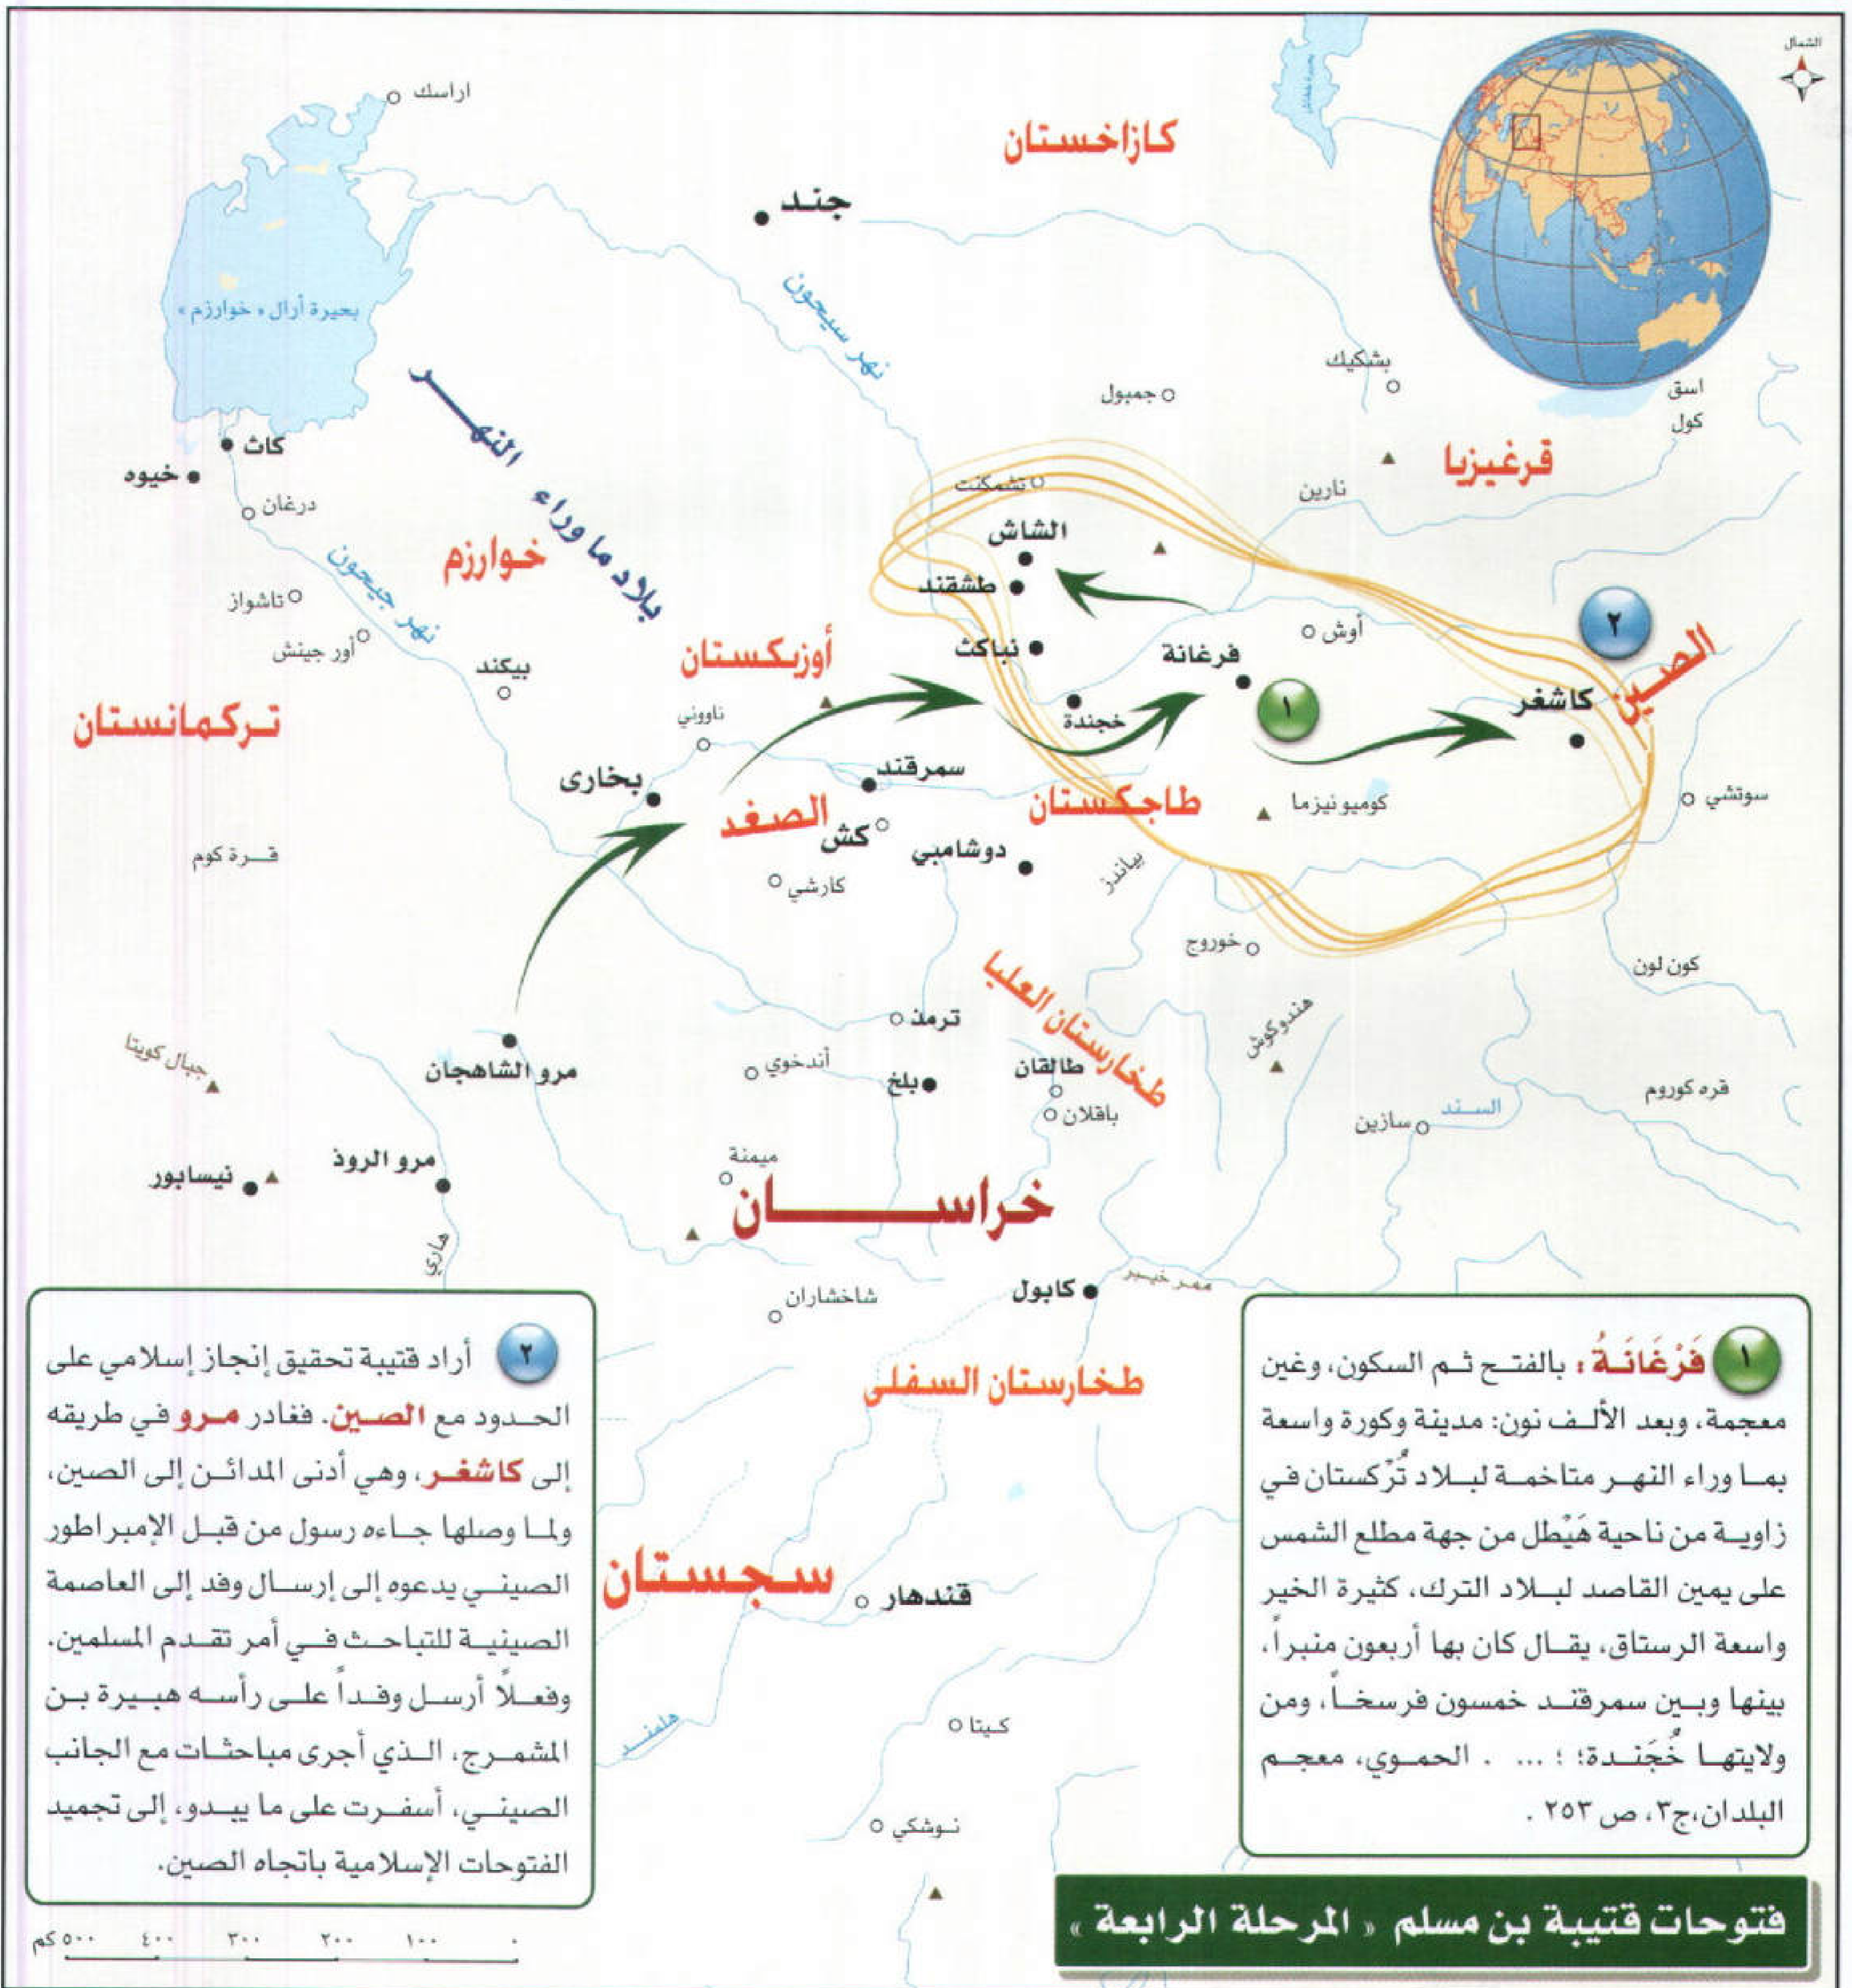 الشمال
اراسك
كازاخستان
جند
نهر سيحون
بحيرة أرال « خوارزم »
بشكيك
جمبول
اسق
كول
بلاد ما وراء النهر
كاث
خيوه
درغان
قرغيزيا
نارين
تشمكنت
الشاش
طشقند
خوارزم
نهر جيحون
تاشواز
أور جينش
بيكند
أوزبكستان
نباكث
فرغانة
أوش
٢
الصين
كاشغر
١
خجندة
تركمانستان
ناووني
سمرقند
بخارى
الصغد
كش
طاجكستان
كوميونيزما
سوتشي
دوشامبي
قرة كوم
كارشي
بياندز
خوروج
كون لون
طخارستان العليا
هندوكوش
ترمذ
جبال كويتا
مرو الشاهجان
أندخوي
بلخ
طالقان
باقلان
قره كوروم
السند
سازين
نيسابور
مرو الروذ
ميمنة
خراسان
هاري
شاخشاران
كابول
ممر خيبر
طخارستان السفلى
سجستان
قندهار
هلمند
كيتا
نوشكي
١ فَرْغَانَةُ : بالفتح ثم السكون، وغين
معجمة، وبعد الألف نون: مدينة وكورة واسعة
بما وراء النهر متاخمة لبلاد تُرْكستان في
زاوية من ناحية هَيْطل من جهة مطلع الشمس
على يمين القاصد لبلاد الترك، كثيرة الخير
واسعة الرستاق، يقال كان بها أربعون منبراً،
بينها وبين سمرقند خمسون فرسخاً، ومن
ولايتها خُجَندة؛ ؛ ... . الحموي، معجم
البلدان،ج٣، ص ٢٥٣ .
٢ أراد قتيبة تحقيق إنجاز إسلامي على
الحدود مع الصين. فغادر مرو في طريقه
إلى كاشغر، وهي أدنى المدائن إلى الصين،
ولما وصلها جاءه رسول من قبل الإمبراطور
الصيني يدعوه إلى إرسال وفد إلى العاصمة
الصينية للتباحث في أمر تقدم المسلمين.
وفعلاً أرسل وفداً على رأسه هبيرة بن
المشمرج، الذي أجرى مباحثات مع الجانب
الصيني، أسفرت على ما يبدو، إلى تجميد
الفتوحات الإسلامية باتجاه الصين.
فتوحات قتيبة بن مسلم « المرحلة الرابعة »
٠ ١٠٠ ٢٠٠ ٣٠٠ ٤٠٠ ٥٠٠ كم